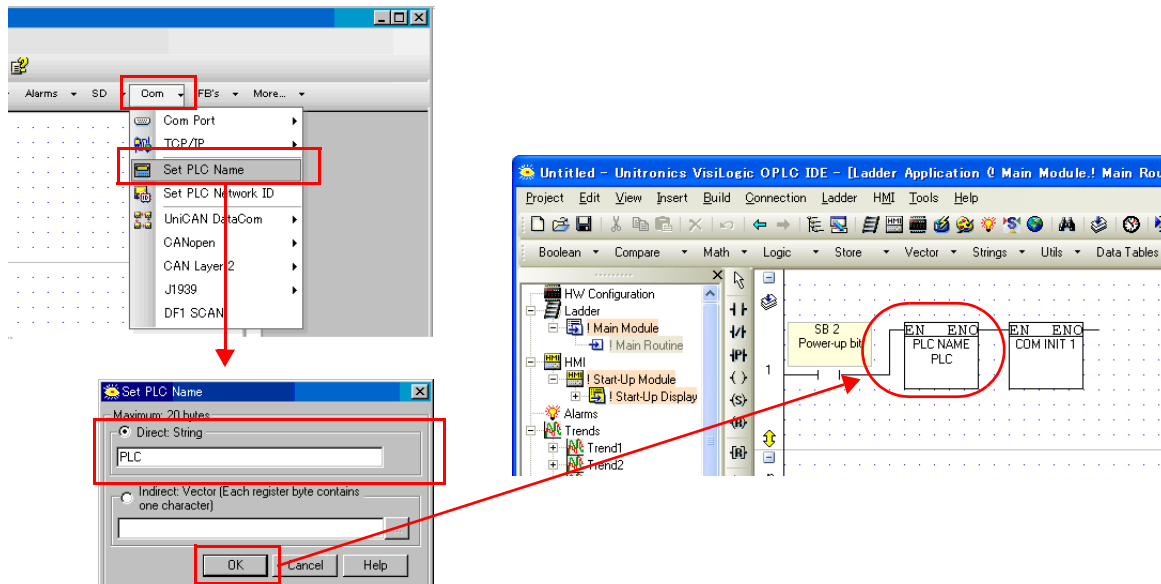 Alarms SD Com FB's More...
Com Port
TCP/IP
Set PLC Name
Set PLC Network ID
UniCAN DataCom
CANopen
CAN Layer 2
J1939
DF1 SCAN
Set PLC Name
Maximum: 20 bytes
Direct: String
PLC
Indirect: Vector (Each register byte contains
one character)
...
OK Cancel Help
Untitled - Unitronics VisiLogic OPLC IDE - [Ladder Application @ Main Module.! Main Rou
Project Edit View Insert Build Connection Ladder HMI Tools Help
Boolean Compare Math Logic Store Vector Strings Utils Data Tables
HW Configuration
Ladder
! Main Module
! Main Routine
HMI
! Start-Up Module
! Start-Up Display
Alarms
Trends
Trend1
Trend2
1
SB 2
Power-up bit
EN ENO
PLC NAME
PLC
EN ENO
COM INIT 1